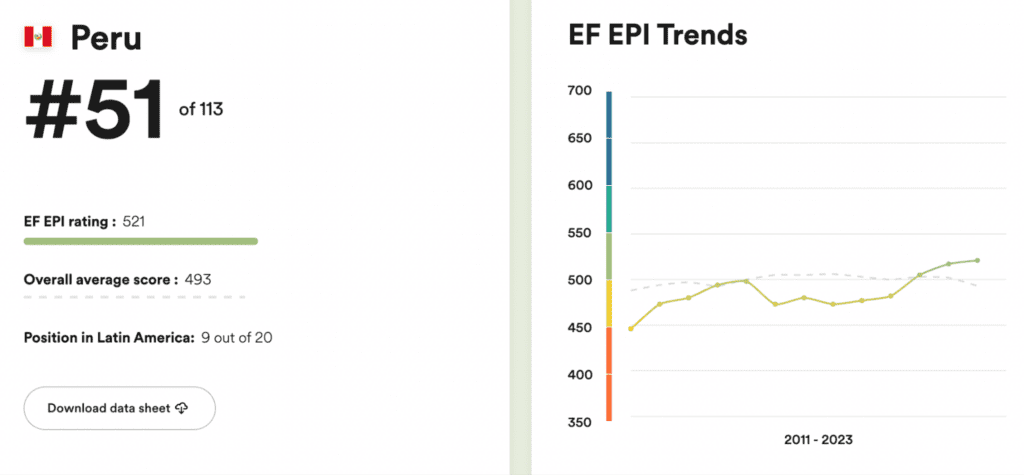 Peru
#51 of 113
EF EPI rating : 521
Overall average score : 493
Position in Latin America: 9 out of 20
Download data sheet
EF EPI Trends
700
650
600
550
500
450
400
350
2011 - 2023